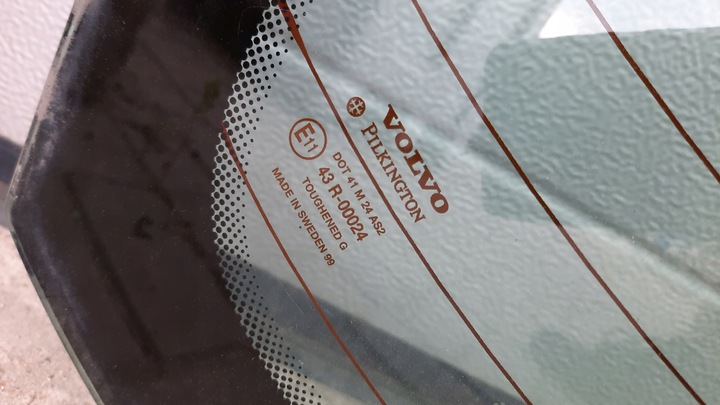 VOLVO
PILKINGTON
DOT 41 M 24 AS2
E11
43 R-00024
TOUGHENED G
MADE IN SWEDEN 99